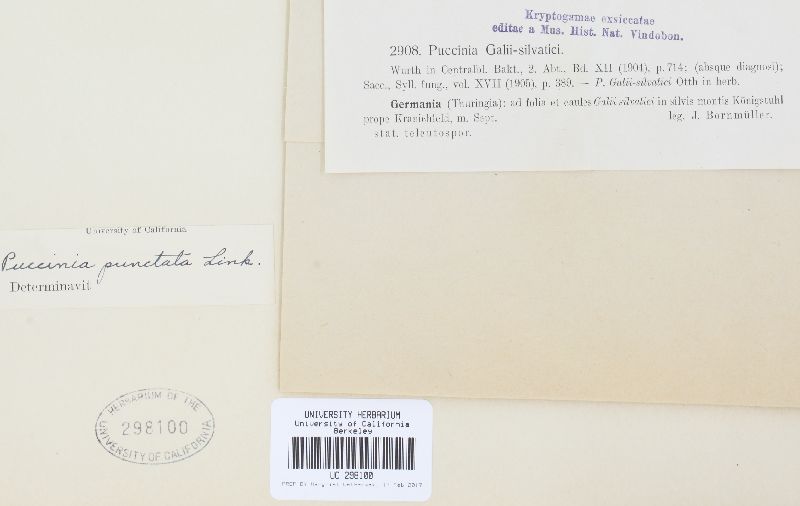 Kryptogamae exsiccatae
editae a Mus. Hist. Nat. Vindobon.
2908. Puccinia Galii-silvatici.
Wurth in Centralbl. Bakt., 2. Abt., Bd. XII (1904), p. 714; (absque diagnosi);
Sacc., Syll. fung., vol. XVII (1905), p. 389. — P. Galii-silvatici Otth in herb.
Germania (Thuringia): ad folia et caules Galii silvatici in silvis montis Königstuhl
prope Kranichfeld, m. Sept. leg. J. Bornmüller.
stat. teleutospor.
University of California
Puccinia punctata Link.
Determinavit
HERBARIUM OF THE
298100
UNIVERSITY OF CALIFORNIA
UNIVERSITY HERBARIUM
University of California
Berkeley
UC 298100
Feb 2017